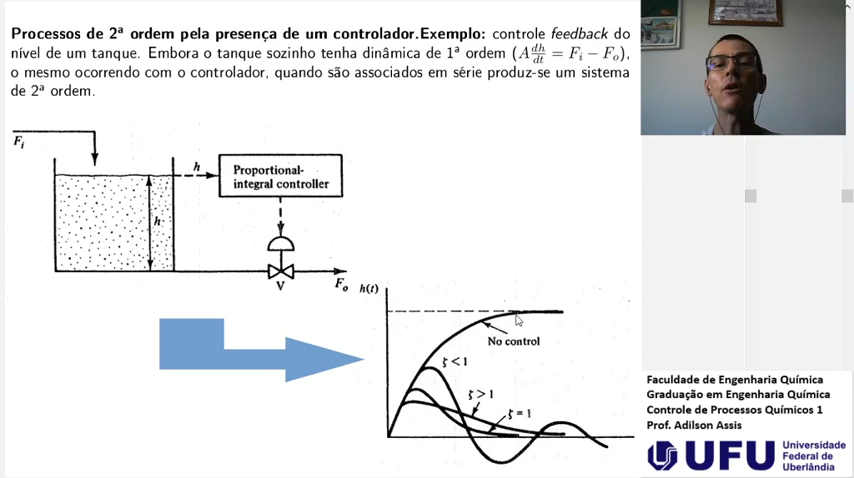 Processos de 2ª ordem pela presença de um controlador.Exemplo: controle feedback do
nível de um tanque. Embora o tanque sozinho tenha dinâmica de 1ª ordem (A dh/dt = Fi − Fo),
o mesmo ocorrendo com o controlador, quando são associados em série produz-se um sistema
de 2ª ordem.
Fi
h
Proportional-
integral controller
h
V
Fo
h(t)
No control
ζ < 1
ζ > 1
ζ = 1
Faculdade de Engenharia Química
Graduação em Engenharia Química
Controle de Processos Químicos 1
Prof. Adilson Assis
UFU
Universidade
Federal de
Uberlândia